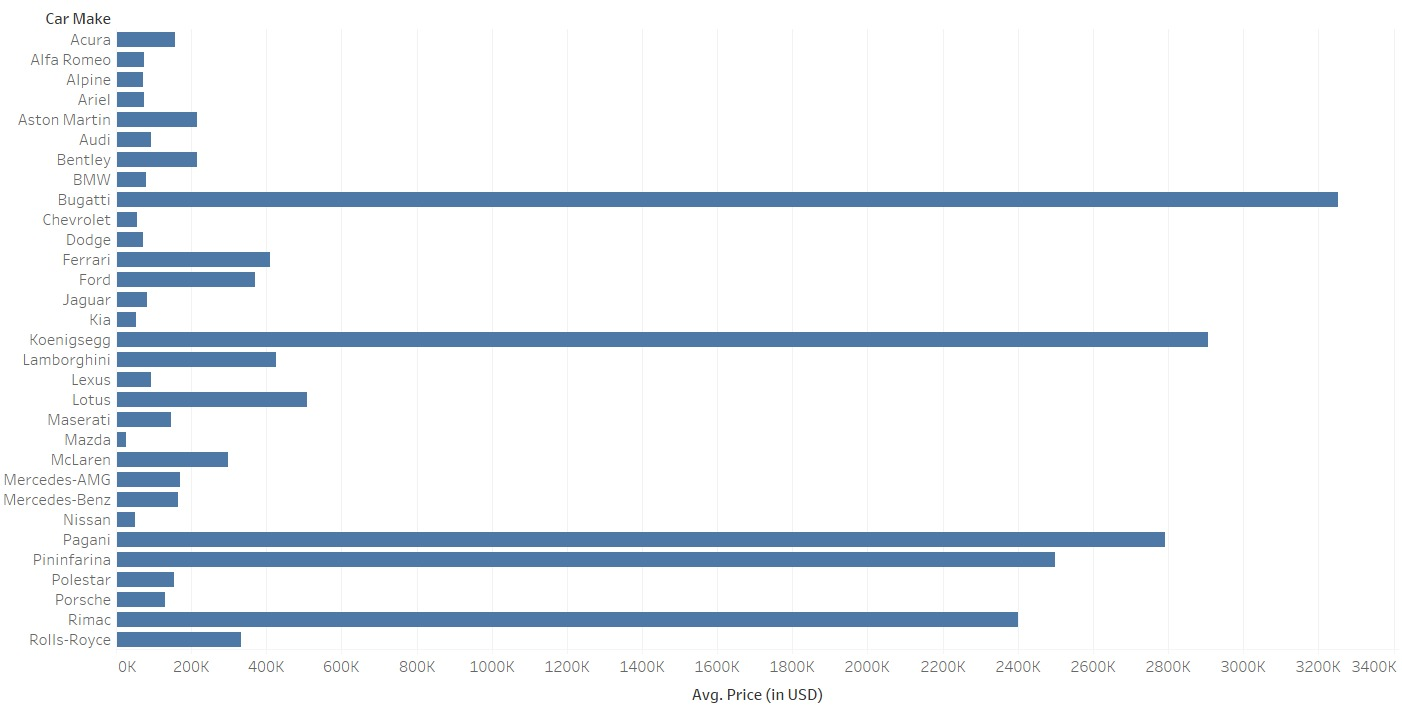 Car Make
Acura
Alfa Romeo
Alpine
Ariel
Aston Martin
Audi
Bentley
BMW
Bugatti
Chevrolet
Dodge
Ferrari
Ford
Jaguar
Kia
Koenigsegg
Lamborghini
Lexus
Lotus
Maserati
Mazda
McLaren
Mercedes-AMG
Mercedes-Benz
Nissan
Pagani
Pininfarina
Polestar
Porsche
Rimac
Rolls-Royce
0K 200K 400K 600K 800K 1000K 1200K 1400K 1600K 1800K 2000K 2200K 2400K 2600K 2800K 3000K 3200K 3400K
Avg. Price (in USD)